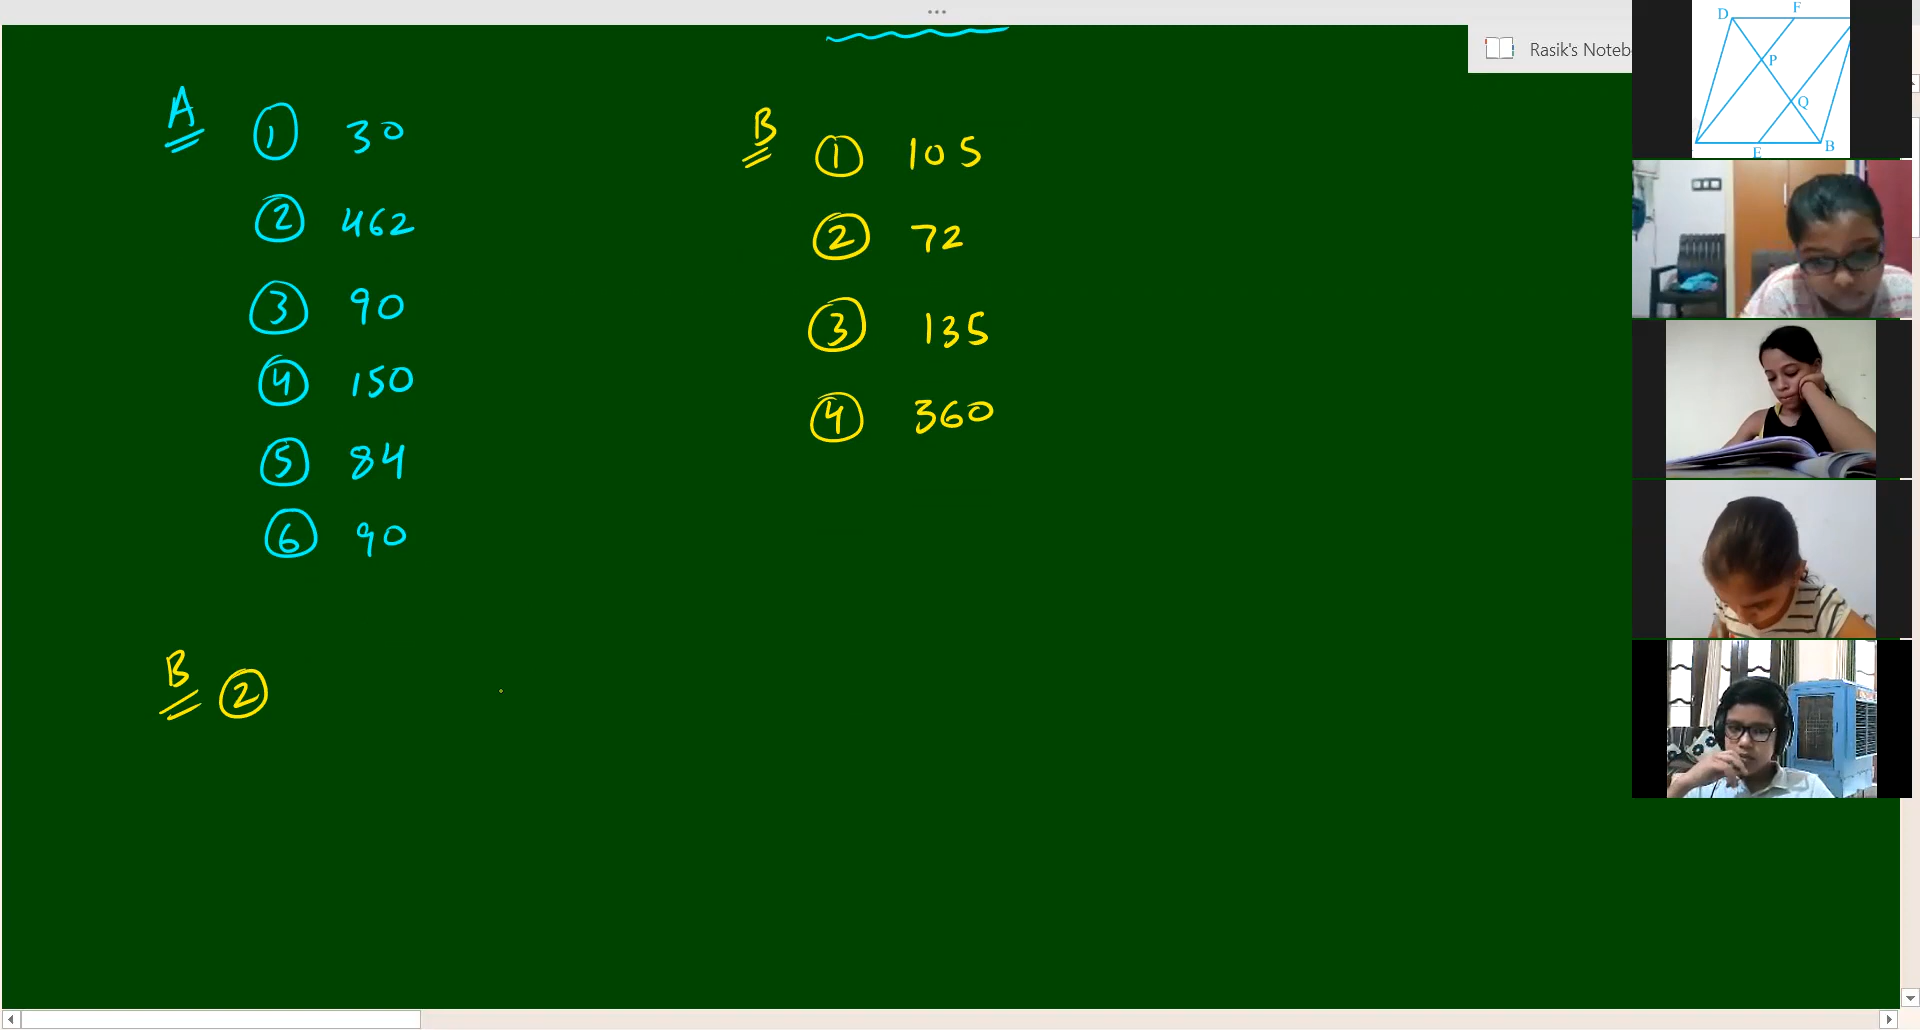 Rasik's Noteb
A ① 30
② 462
③ 90
④ 150
⑤ 84
⑥ 90
B ① 105
② 72
③ 135
④ 360
B ②
D F
P
Q
E B